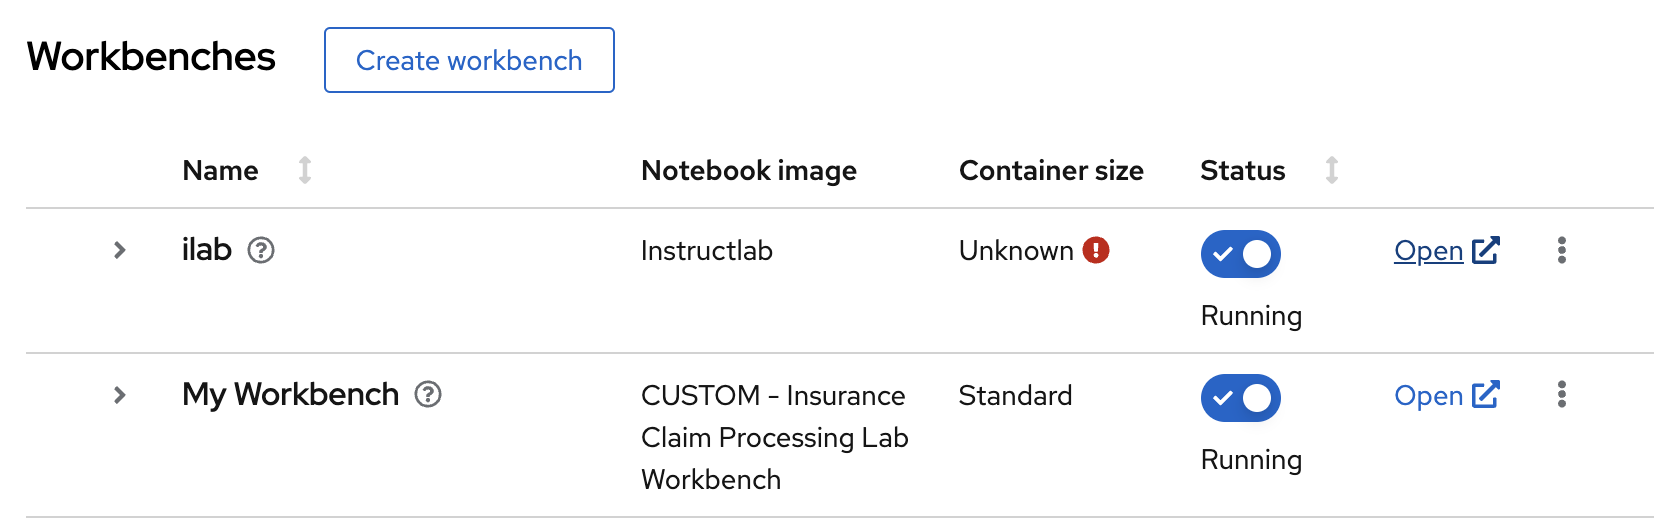 Workbenches
Create workbench
Name Notebook image Container size Status
ilab Instructlab Unknown Open
Running
My Workbench CUSTOM - Insurance Standard Open
Claim Processing Lab
Running
Workbench